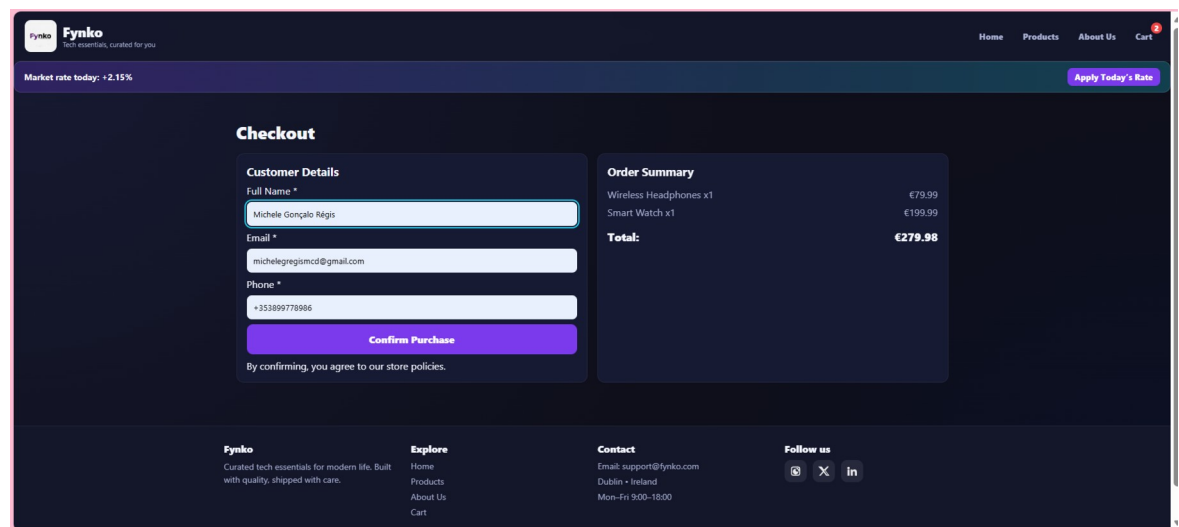 Fynko
Fynko
Tech essentials, curated for you
Home
Products
About Us
Cart
2
Market rate today: +2.15%
Apply Today's Rate
Checkout
Customer Details
Full Name *
Michele Gonçalo Régis
Email *
michelegregismcd@gmail.com
Phone *
+353899778986
Confirm Purchase
By confirming, you agree to our store policies.
Order Summary
Wireless Headphones x1 €79.99
Smart Watch x1 €199.99
Total: €279.98
Fynko
Curated tech essentials for modern life. Built
with quality, shipped with care.
Explore
Home
Products
About Us
Cart
Contact
Email: support@fynko.com
Dublin • Ireland
Mon–Fri 9:00–18:00
Follow us
X
in